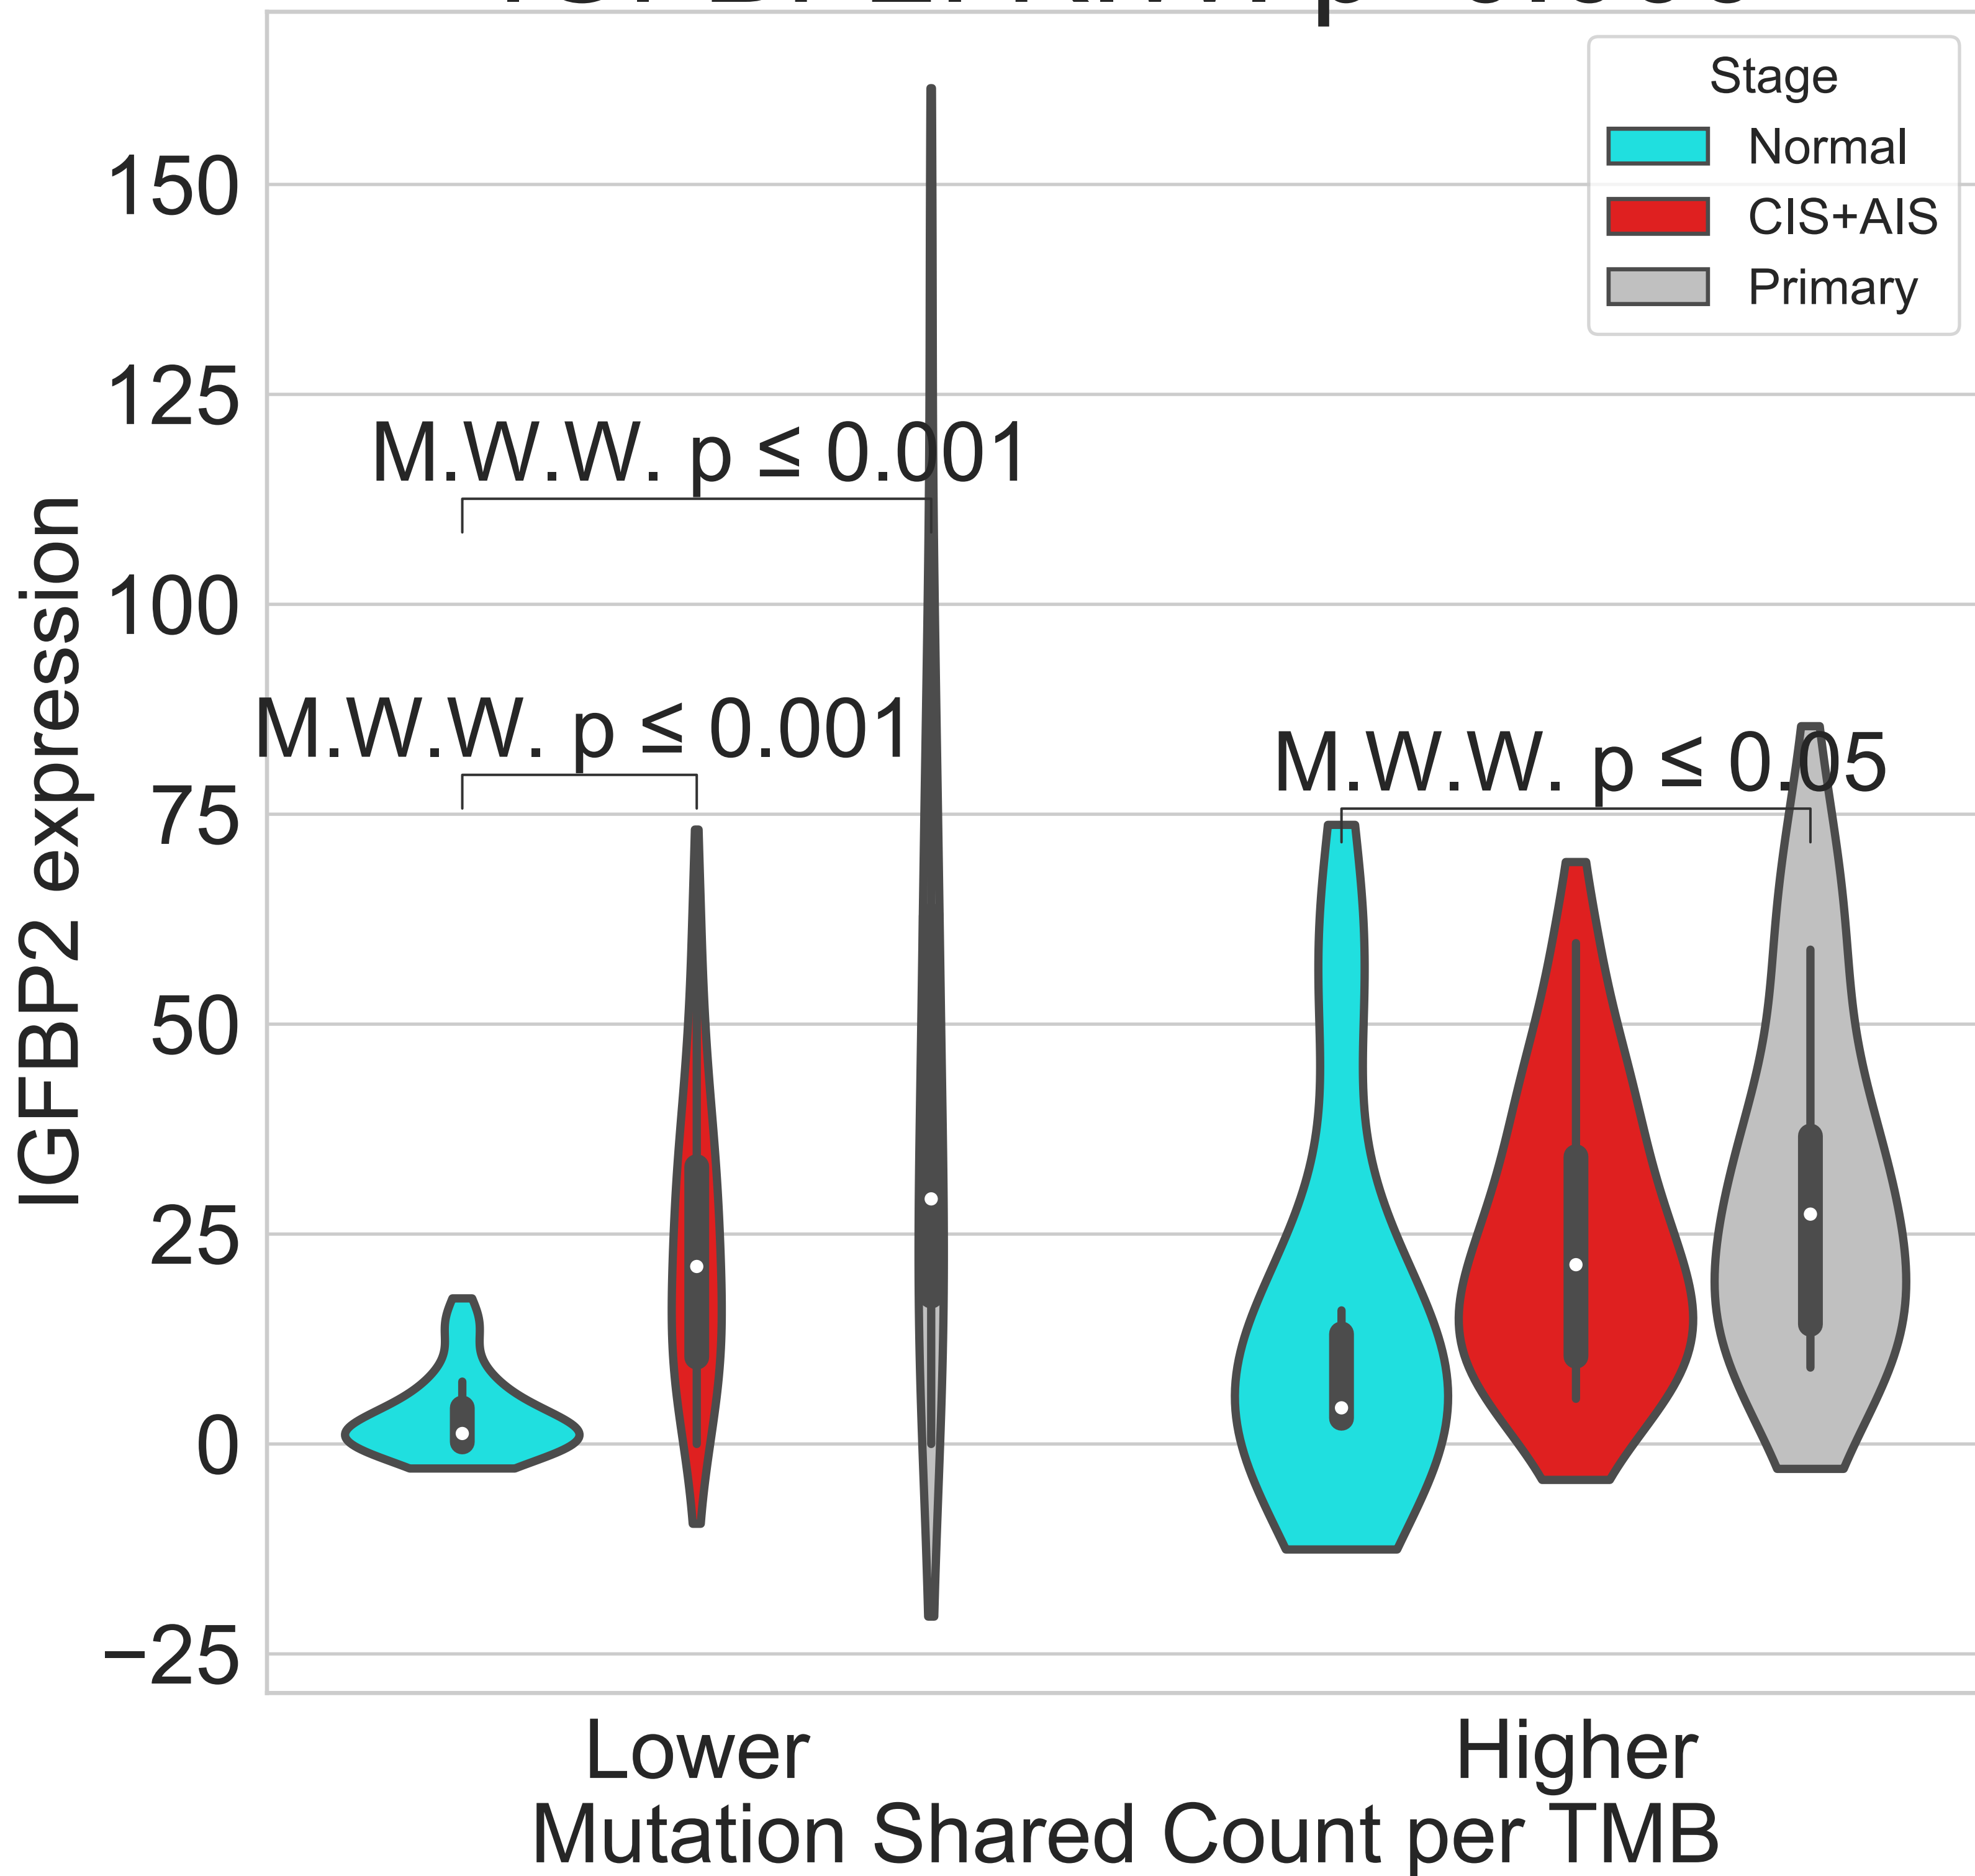 Stage
Normal
CIS+AIS
Primary
150
125
100
75
50
25
0
−25
IGFBP2 expression
M.W.W. p ≤ 0.001
M.W.W. p ≤ 0.001
M.W.W. p ≤ 0.05
Lower
Higher
Mutation Shared Count per TMB